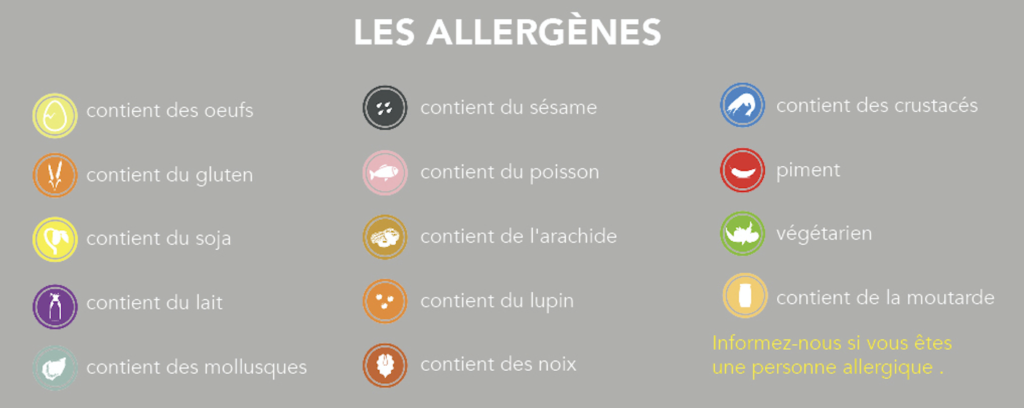 LES ALLERGÈNES
contient des oeufs
contient du gluten
contient du soja
contient du lait
contient des mollusques
contient du sésame
contient du poisson
contient de l'arachide
contient du lupin
contient des noix
contient des crustacés
piment
végétarien
contient de la moutarde
Informez-nous si vous êtes
une personne allergique .